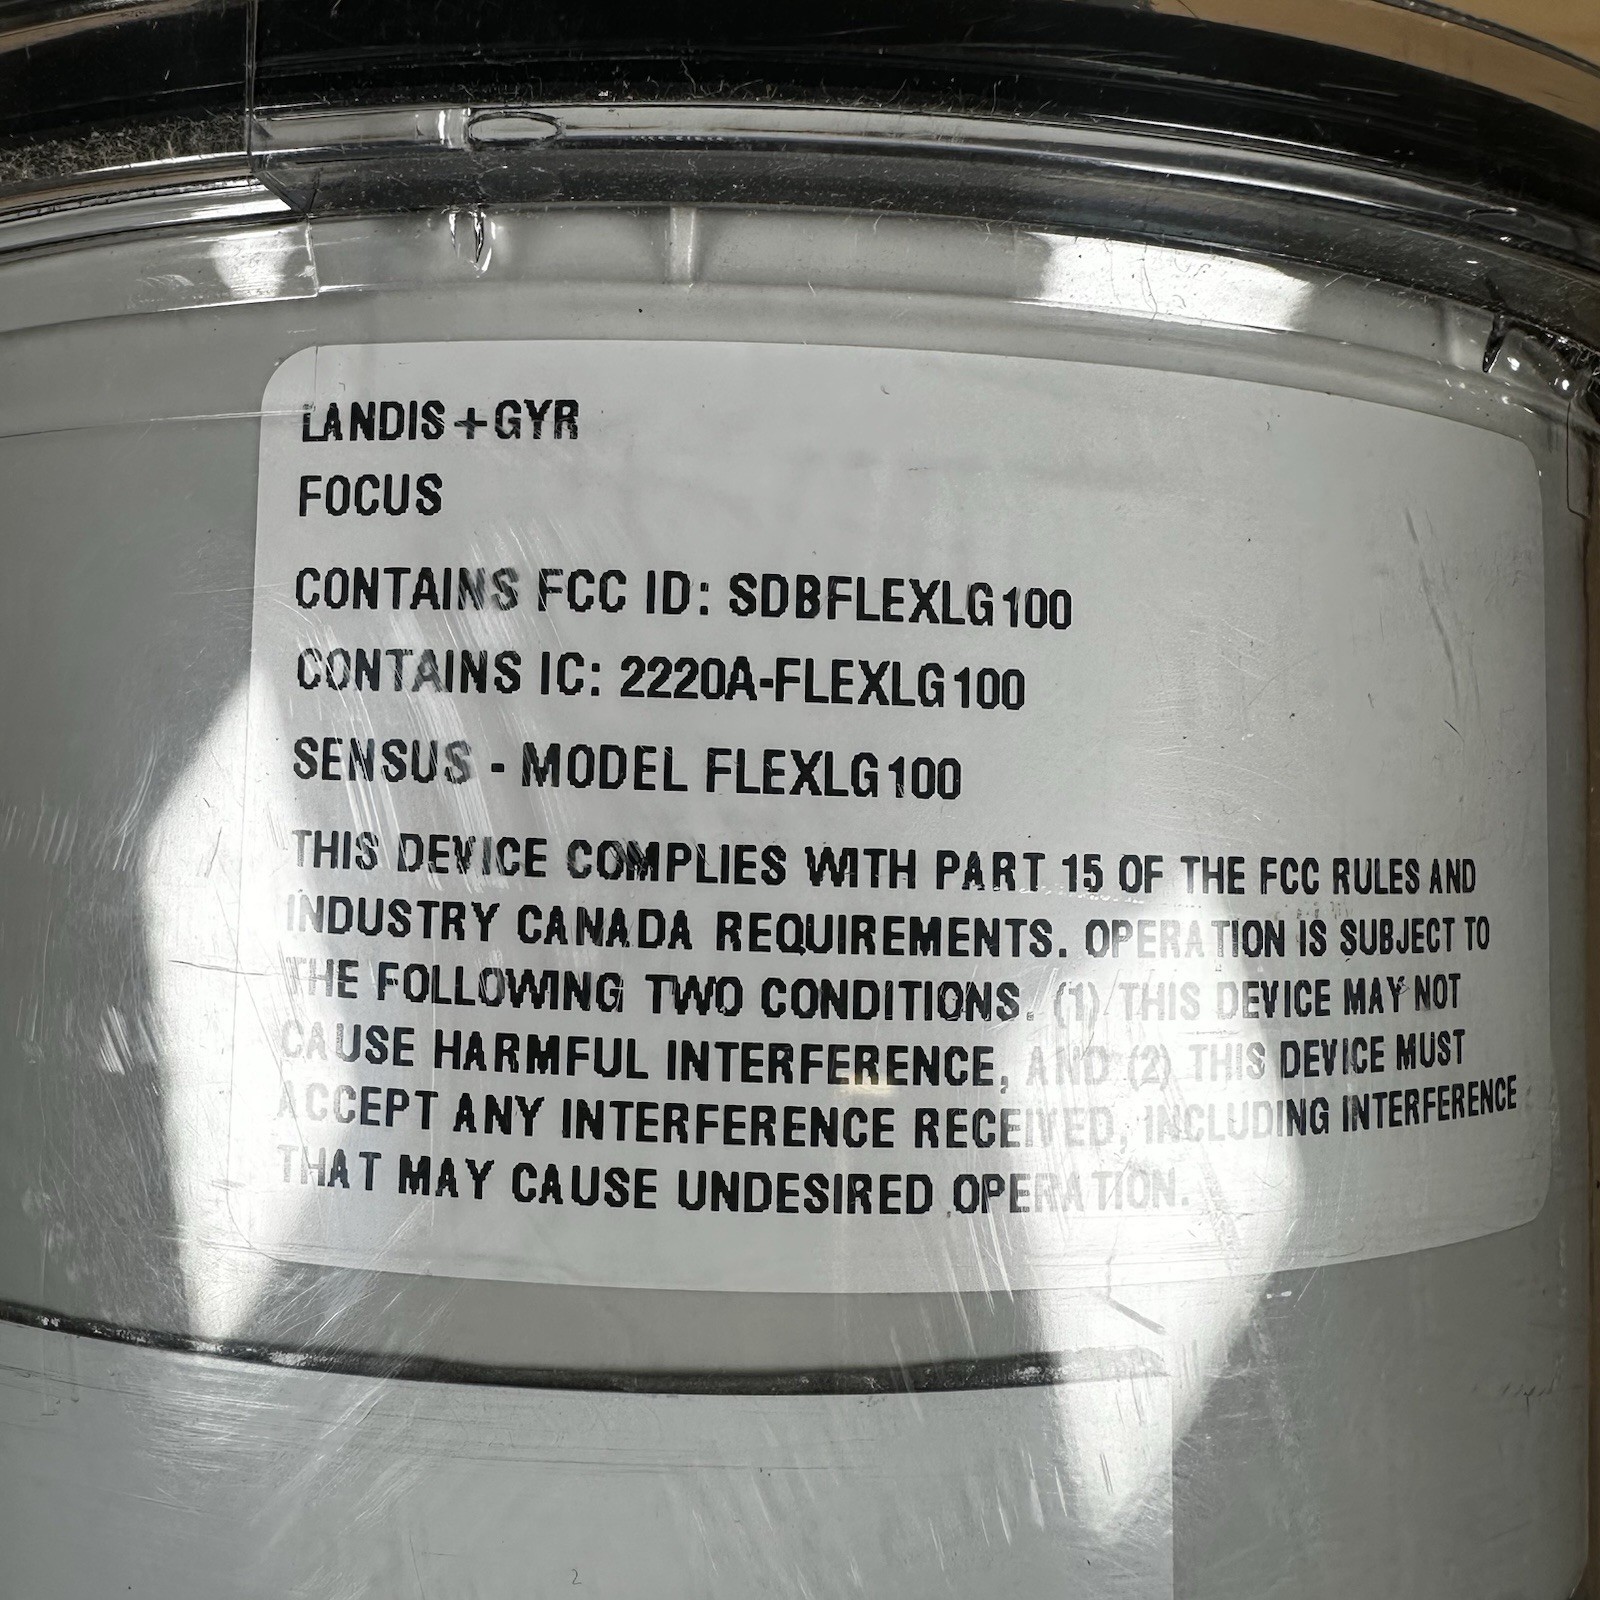 LANDIS+GYR
FOCUS
CONTAINS FCC ID: SDBFLEXLG100
CONTAINS IC: 2220A-FLEXLG100
SENSUS - MODEL FLEXLG100
THIS DEVICE COMPLIES WITH PART 15 OF THE FCC RULES AND
INDUSTRY CANADA REQUIREMENTS. OPERATION IS SUBJECT TO
THE FOLLOWING TWO CONDITIONS. (1) THIS DEVICE MAY NOT
CAUSE HARMFUL INTERFERENCE, AND (2) THIS DEVICE MUST
ACCEPT ANY INTERFERENCE RECEIVED, INCLUDING INTERFERENCE
THAT MAY CAUSE UNDESIRED OPERATION.
2